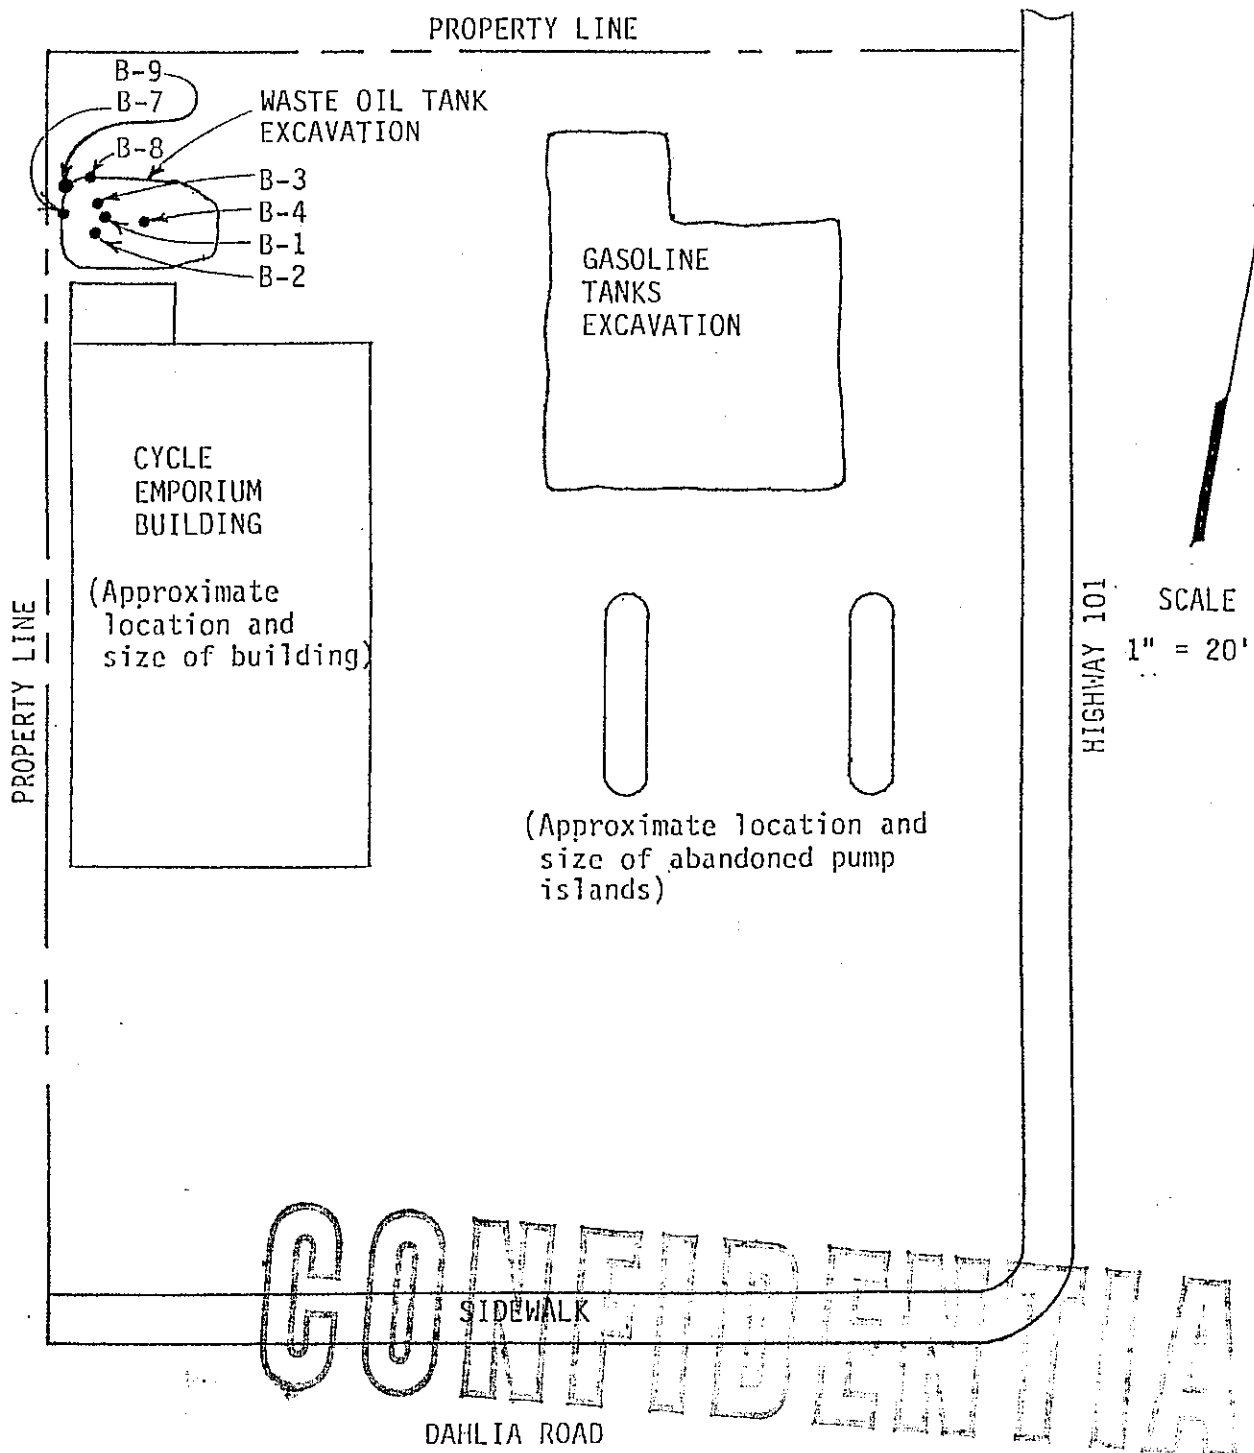 PROPERTY LINE
B-9
B-7
WASTE OIL TANK
EXCAVATION
B-8
B-3
B-4
B-1
B-2
GASOLINE
TANKS
EXCAVATION
CYCLE
EMPORIUM
BUILDING
(Approximate
location and
size of building)
PROPERTY LINE
HIGHWAY 101
SCALE
1" = 20'
(Approximate location and
size of abandoned pump
islands)
CONFIDENTIA
SIDEWALK
DAHLIA ROAD